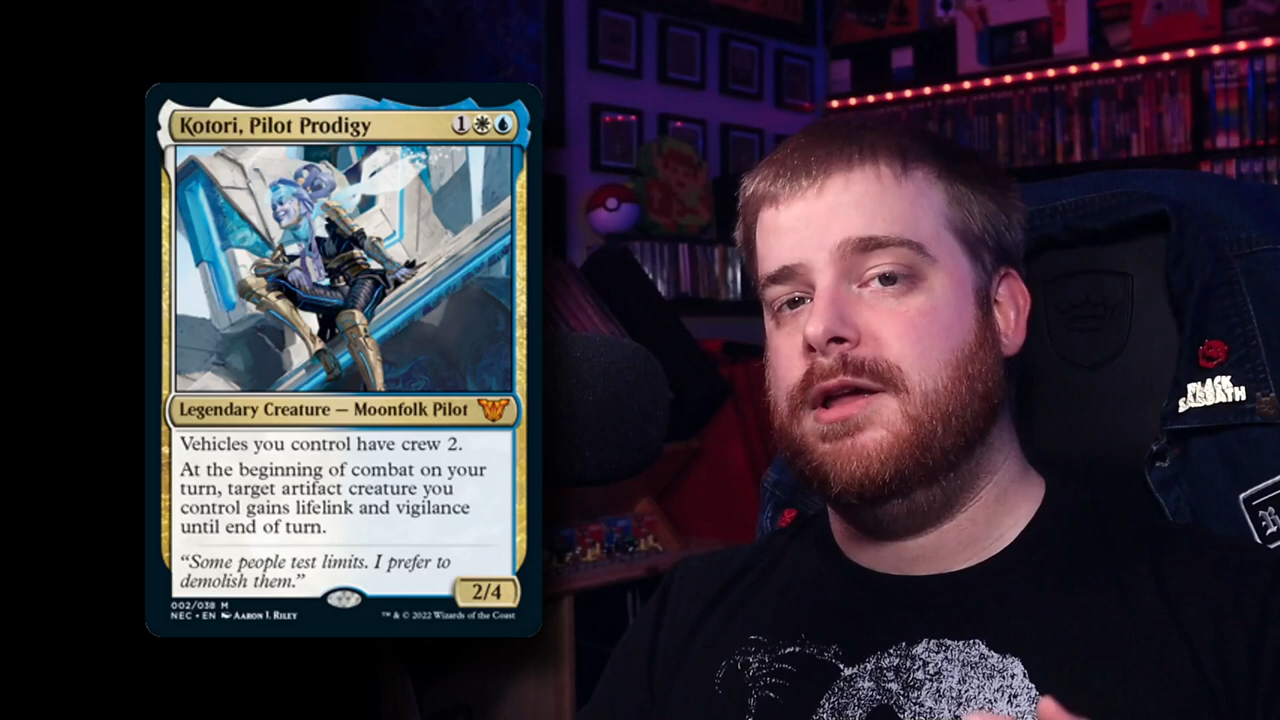 Kotori, Pilot Prodigy 1
Legendary Creature — Moonfolk Pilot
Vehicles you control have crew 2.
At the beginning of combat on your
turn, target artifact creature you
control gains lifelink and vigilance
until end of turn.
“Some people test limits. I prefer to
demolish them.”
2/4
002/038 M
NEC • EN Aaron J. Riley
™ & © 2022 Wizards of the Coast
BLACK
SABBATH